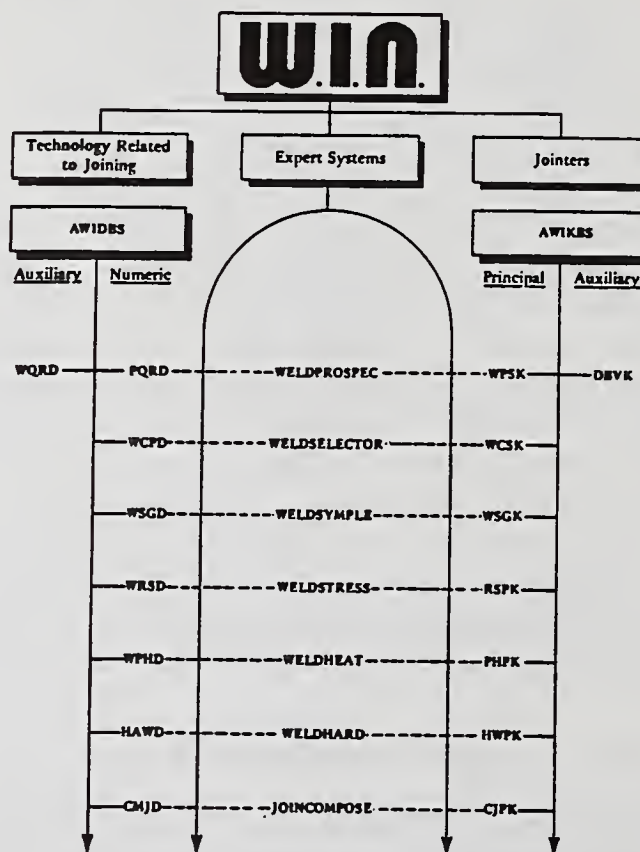 W.I.N.
Technology Related
to Joining
Expert Systems
Jointers
AWIDBS
AWIKBS
Auxiliary Numeric
Principal Auxiliary
WQRD PQRD WELDPROSPEC WPSK DBVK
WCPD WELDSELECTOR WCSK
WSGD WELDSYMPLE WSGK
WRSD WELDSTRESS RSPK
WPHD WELDHEAT PHPK
HAWD WELDHARD HWPK
CMJD JOINCOMPOSE CJPK